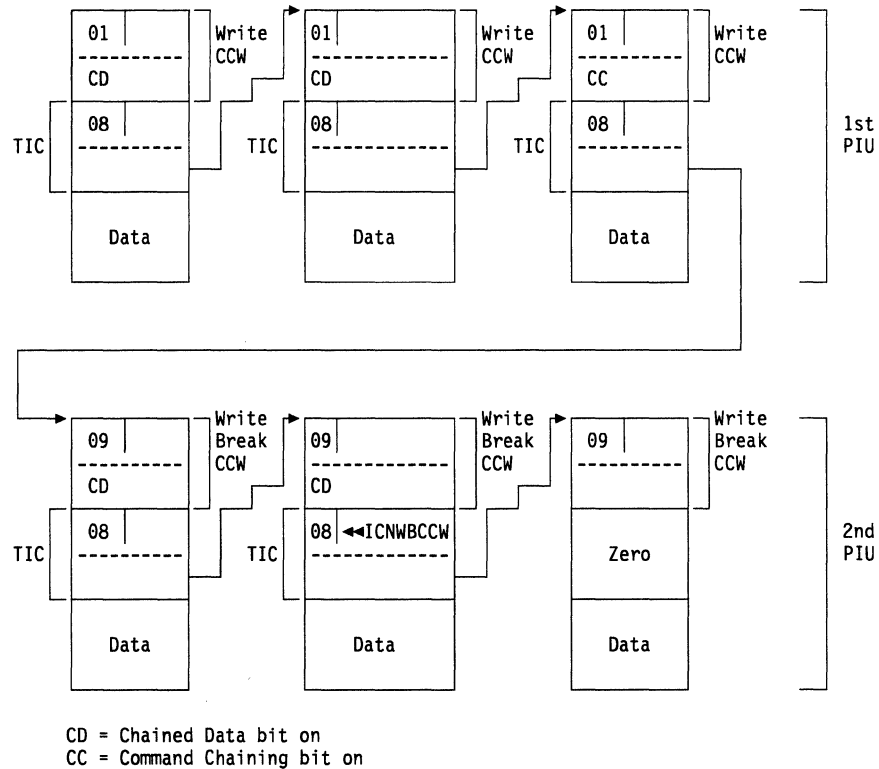 01 Write 01 Write 01 Write
CCW CCW CCW
CD CD CC
08 08 08 1st
TIC TIC TIC PIU
Data Data Data
Write Write Write
09 Break 09 Break 09 Break
CCW CCW CCW
CD CD
08 08 ◄◄ICNWBCCW 2nd
TIC TIC Zero PIU
Data Data Data
CD = Chained Data bit on
CC = Command Chaining bit on